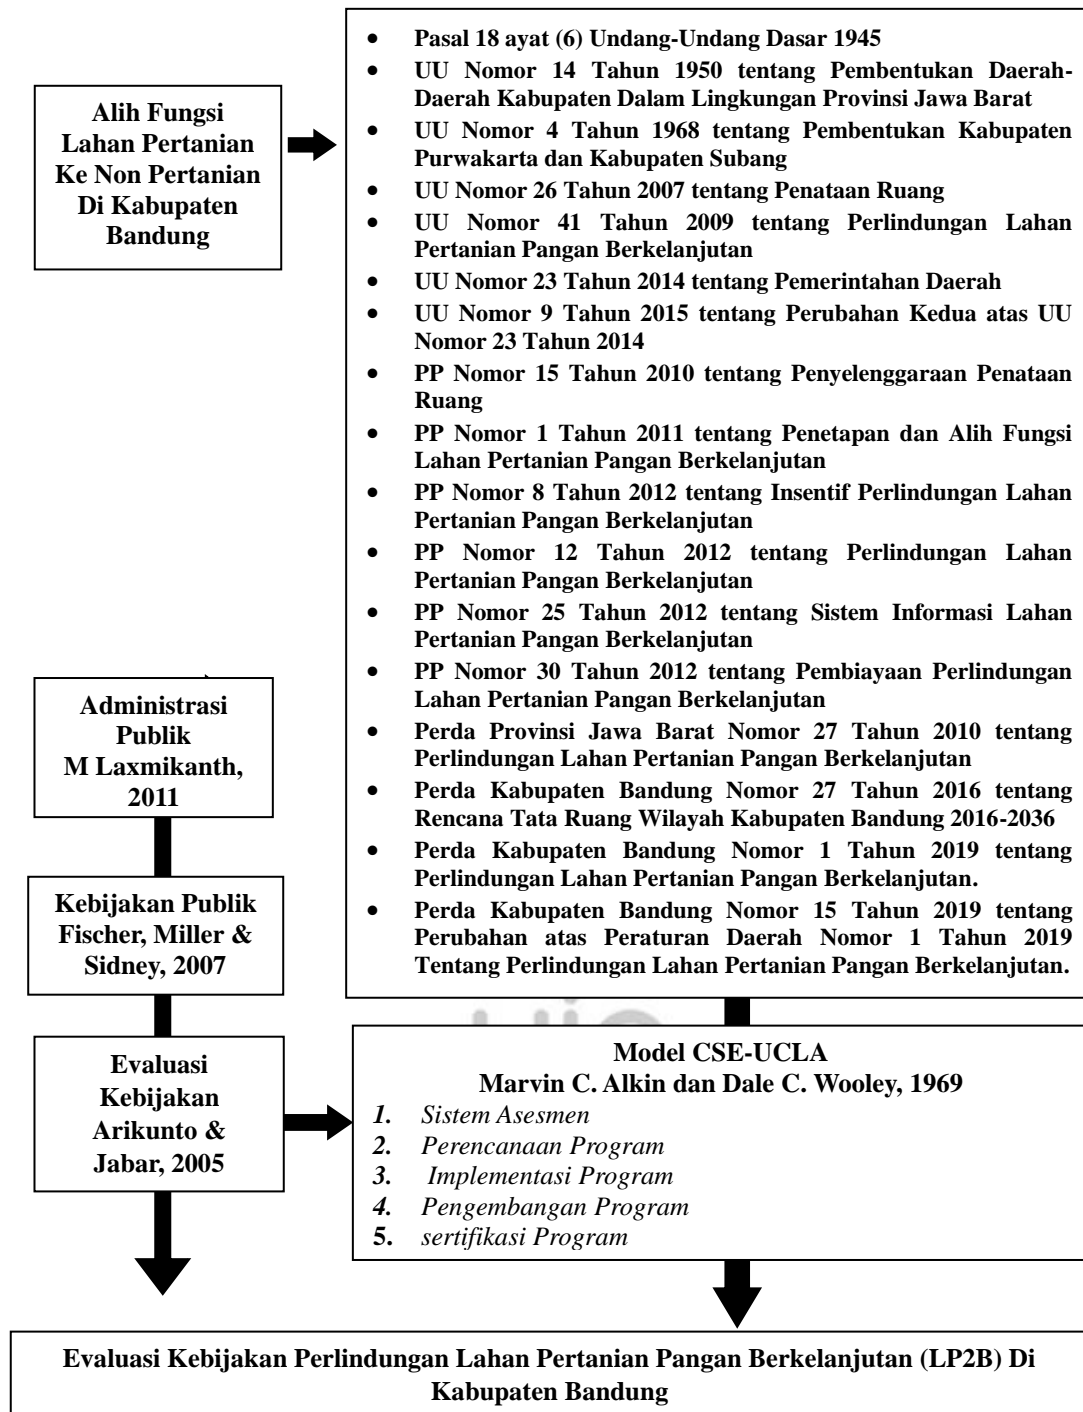 Alih Fungsi
Lahan Pertanian
Ke Non Pertanian
Di Kabupaten
Bandung
• Pasal 18 ayat (6) Undang-Undang Dasar 1945
• UU Nomor 14 Tahun 1950 tentang Pembentukan Daerah-
Daerah Kabupaten Dalam Lingkungan Provinsi Jawa Barat
• UU Nomor 4 Tahun 1968 tentang Pembentukan Kabupaten
Purwakarta dan Kabupaten Subang
• UU Nomor 26 Tahun 2007 tentang Penataan Ruang
• UU Nomor 41 Tahun 2009 tentang Perlindungan Lahan
Pertanian Pangan Berkelanjutan
• UU Nomor 23 Tahun 2014 tentang Pemerintahan Daerah
• UU Nomor 9 Tahun 2015 tentang Perubahan Kedua atas UU
Nomor 23 Tahun 2014
• PP Nomor 15 Tahun 2010 tentang Penyelenggaraan Penataan
Ruang
• PP Nomor 1 Tahun 2011 tentang Penetapan dan Alih Fungsi
Lahan Pertanian Pangan Berkelanjutan
• PP Nomor 8 Tahun 2012 tentang Insentif Perlindungan Lahan
Pertanian Pangan Berkelanjutan
• PP Nomor 12 Tahun 2012 tentang Perlindungan Lahan
Pertanian Pangan Berkelanjutan
• PP Nomor 25 Tahun 2012 tentang Sistem Informasi Lahan
Pertanian Pangan Berkelanjutan
• PP Nomor 30 Tahun 2012 tentang Pembiayaan Perlindungan
Lahan Pertanian Pangan Berkelanjutan
• Perda Provinsi Jawa Barat Nomor 27 Tahun 2010 tentang
Perlindungan Lahan Pertanian Pangan Berkelanjutan
• Perda Kabupaten Bandung Nomor 27 Tahun 2016 tentang
Rencana Tata Ruang Wilayah Kabupaten Bandung 2016-2036
• Perda Kabupaten Bandung Nomor 1 Tahun 2019 tentang
Perlindungan Lahan Pertanian Pangan Berkelanjutan.
• Perda Kabupaten Bandung Nomor 15 Tahun 2019 tentang
Perubahan atas Peraturan Daerah Nomor 1 Tahun 2019
Tentang Perlindungan Lahan Pertanian Pangan Berkelanjutan.
Administrasi
Publik
M Laxmikanth,
2011
Kebijakan Publik
Fischer, Miller &
Sidney, 2007
Evaluasi
Kebijakan
Arikunto &
Jabar, 2005
Model CSE-UCLA
Marvin C. Alkin dan Dale C. Wooley, 1969
1. Sistem Asesmen
2. Perencanaan Program
3. Implementasi Program
4. Pengembangan Program
5. sertifikasi Program
Evaluasi Kebijakan Perlindungan Lahan Pertanian Pangan Berkelanjutan (LP2B) Di
Kabupaten Bandung